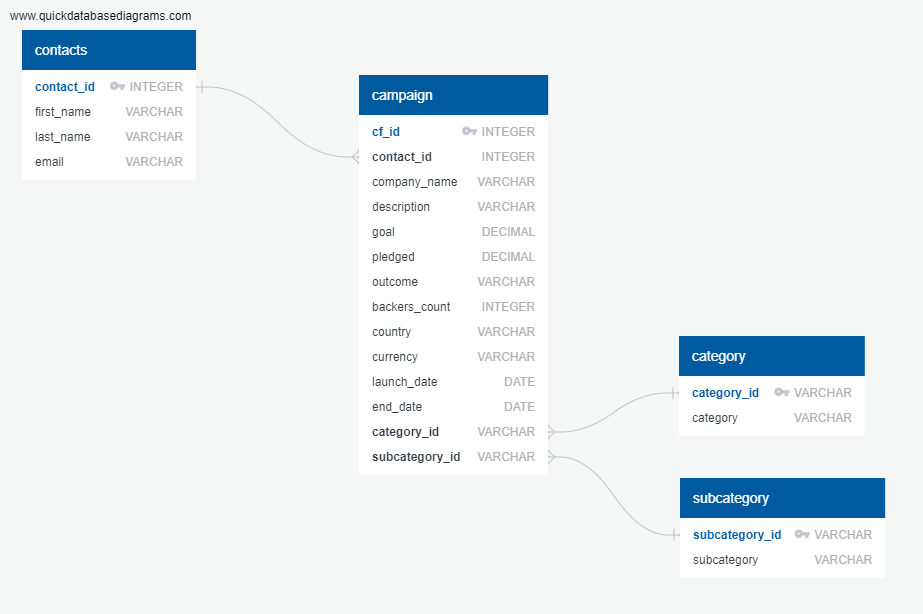 www.quickdatabasediagrams.com
contacts
contact_id INTEGER
first_name VARCHAR
last_name VARCHAR
email VARCHAR
campaign
cf_id INTEGER
contact_id INTEGER
company_name VARCHAR
description VARCHAR
goal DECIMAL
pledged DECIMAL
outcome VARCHAR
backers_count INTEGER
country VARCHAR
currency VARCHAR
launch_date DATE
end_date DATE
category_id VARCHAR
subcategory_id VARCHAR
category
category_id VARCHAR
category VARCHAR
subcategory
subcategory_id VARCHAR
subcategory VARCHAR